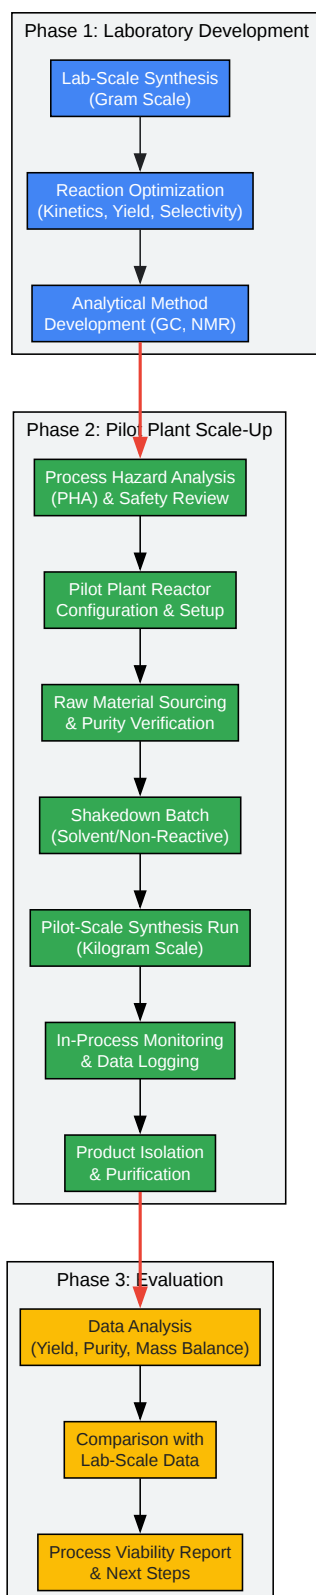 Phase 1: Laboratory Development
Lab-Scale Synthesis
(Gram Scale)
Reaction Optimization
(Kinetics, Yield, Selectivity)
Analytical Method
Development (GC, NMR)
Phase 2: Pilot Plant Scale-Up
Process Hazard Analysis
(PHA) & Safety Review
Pilot Plant Reactor
Configuration & Setup
Raw Material Sourcing
& Purity Verification
Shakedown Batch
(Solvent/Non-Reactive)
Pilot-Scale Synthesis Run
(Kilogram Scale)
In-Process Monitoring
& Data Logging
Product Isolation
& Purification
Phase 3: Evaluation
Data Analysis
(Yield, Purity, Mass Balance)
Comparison with
Lab-Scale Data
Process Viability Report
& Next Steps